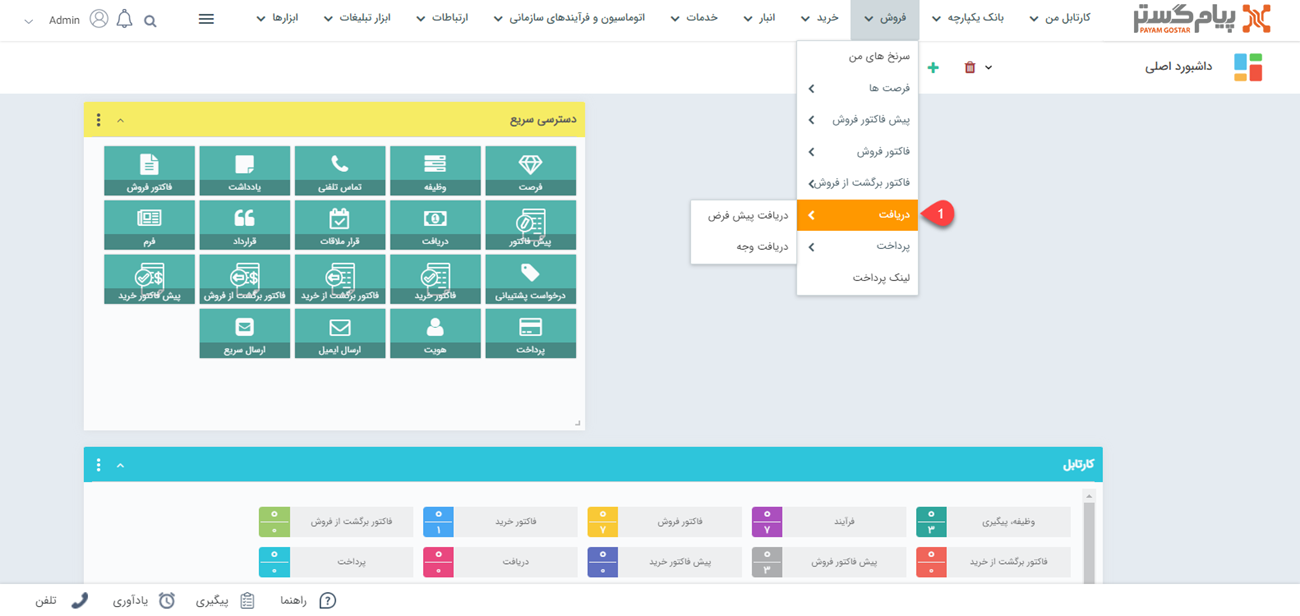 پیام گستر
PAYAM GOSTAR
کارتابل من
بانک یکپارچه
فروش
خرید
انبار
خدمات
اتوماسیون و فرآیندهای سازمانی
ارتباطات
ابزار تبلیغات
ابزارها
Admin
داشبورد اصلی
سرنخ های من
فرصت ها
پیش فاکتور فروش
فاکتور فروش
فاکتور برگشت از فروش
دریافت
1
دریافت پیش فرض
دریافت وجه
پرداخت
لینک پرداخت
دسترسی سریع
فرصت
وظیفه
تماس تلفنی
یادداشت
فاکتور فروش
پیش فاکتور
دریافت
قرار ملاقات
قرارداد
فرم
درخواست پشتیبانی
فاکتور خرید
فاکتور برگشت از خرید
فاکتور برگشت از فروش
پیش فاکتور خرید
پرداخت
هویت
ارسال ایمیل
ارسال سریع
کارتابل
وظیفه، پیگیری
۰
۳
فرآیند
۰
۷
فاکتور فروش
۰
۷
فاکتور خرید
۰
۱
فاکتور برگشت از فروش
۰
۰
فاکتور برگشت از خرید
۰
۰
پیش فاکتور فروش
۰
۳
پیش فاکتور خرید
۰
۰
دریافت
۰
۰
پرداخت
۰
۰
راهنما
پیگیری
یادآوری
تلفن